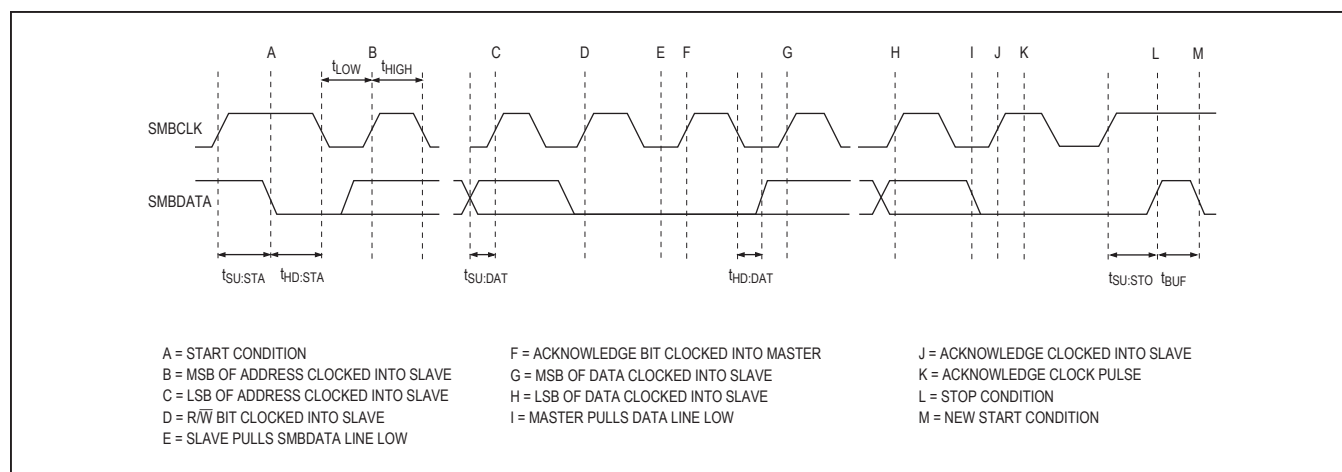 A B C D E F G H I J K L M
tLOW tHIGH
SMBCLK
SMBDATA
tSU:STA tHD:STA tSU:DAT tHD:DAT tSU:STO tBUF
A = START CONDITION
B = MSB OF ADDRESS CLOCKED INTO SLAVE
C = LSB OF ADDRESS CLOCKED INTO SLAVE
D = R/W̅ BIT CLOCKED INTO SLAVE
E = SLAVE PULLS SMBDATA LINE LOW
F = ACKNOWLEDGE BIT CLOCKED INTO MASTER
G = MSB OF DATA CLOCKED INTO SLAVE
H = LSB OF DATA CLOCKED INTO SLAVE
I = MASTER PULLS DATA LINE LOW
J = ACKNOWLEDGE CLOCKED INTO SLAVE
K = ACKNOWLEDGE CLOCK PULSE
L = STOP CONDITION
M = NEW START CONDITION